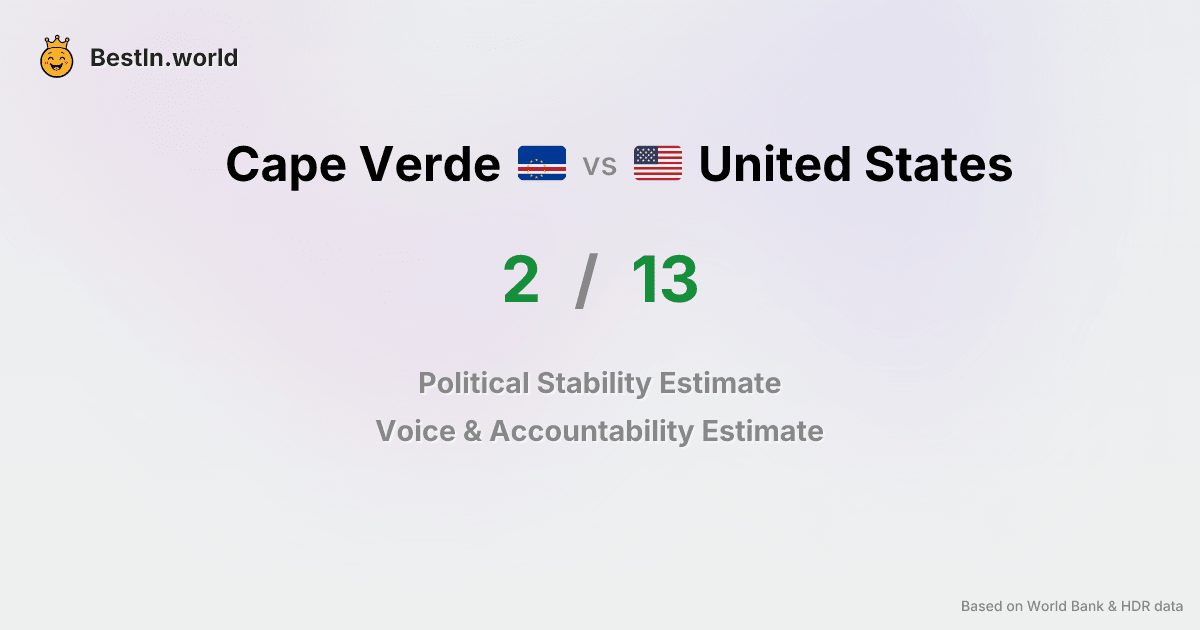 BestIn.world
Cape Verde vs United States
2 / 13
Political Stability Estimate
Voice & Accountability Estimate
Based on World Bank & HDR data